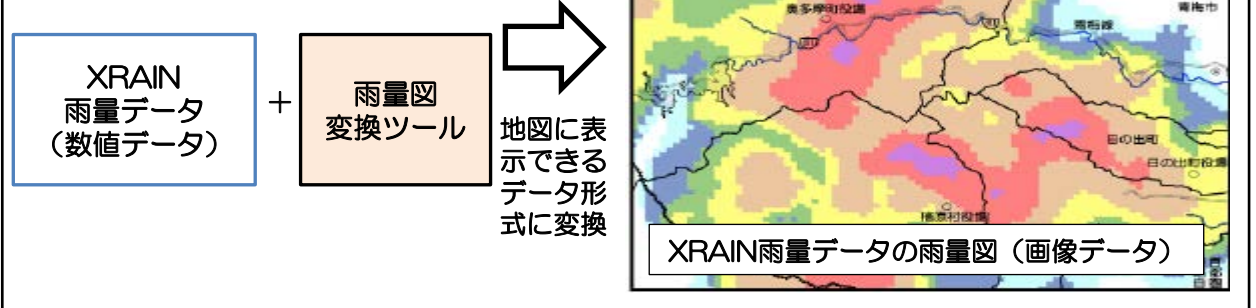 XRAIN
雨量データ
(数値データ)
+
雨量図
変換ツール
地図に表
示できる
データ形
式に変換
奥多摩町役場
青梅線
青梅市
日の出町
日の出町役場
檜原村役場
XRAIN雨量データの雨量図（画像データ）